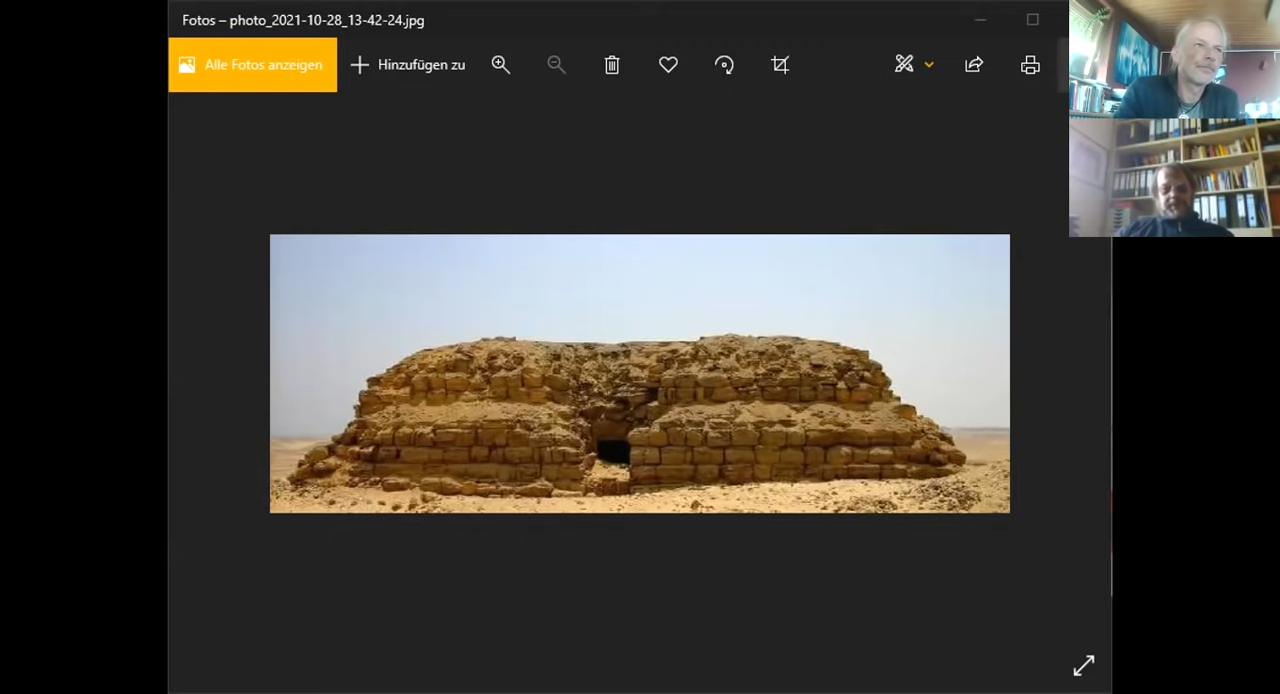 Fotos – photo_2021-10-28_13-42-24.jpg
Alle Fotos anzeigen
Hinzufügen zu